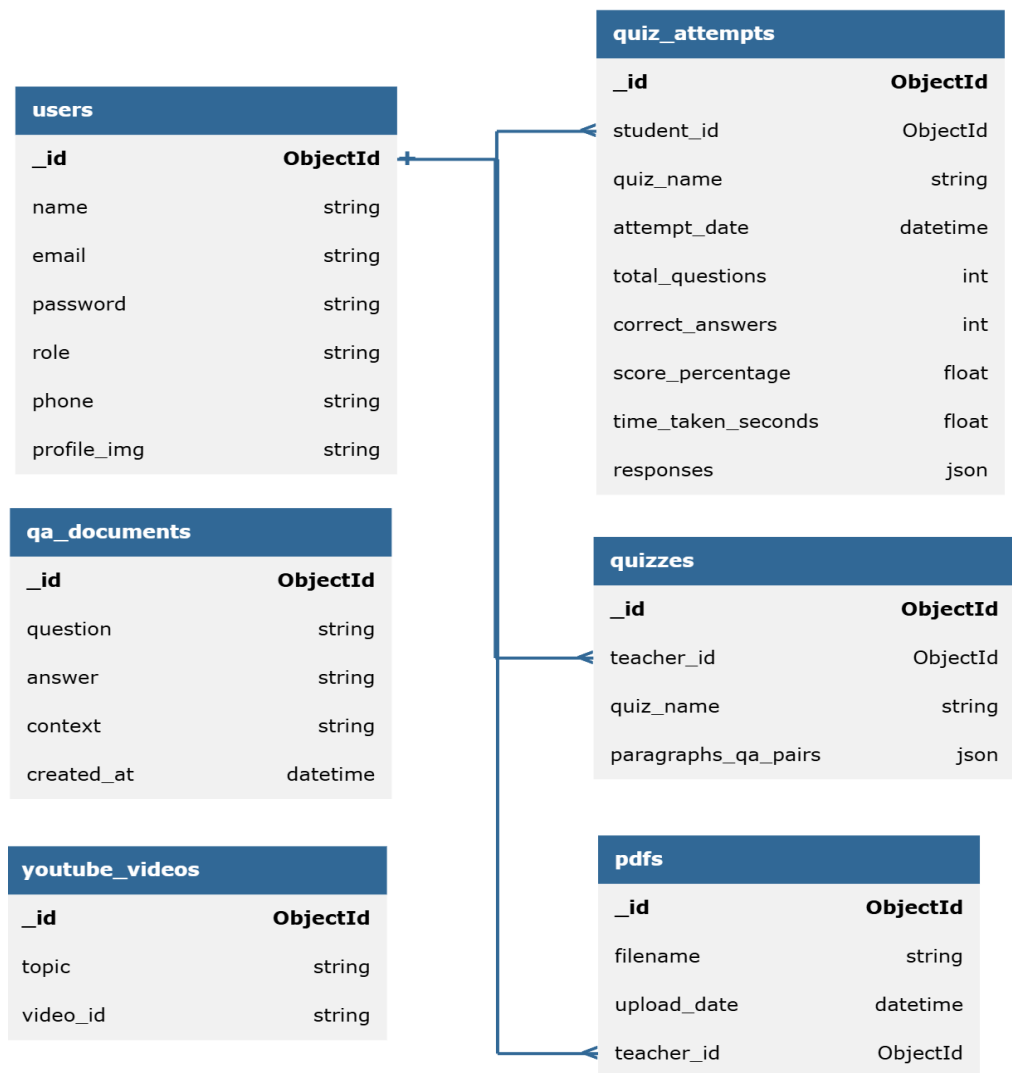 users
_id ObjectId
name string
email string
password string
role string
phone string
profile_img string
qa_documents
_id ObjectId
question string
answer string
context string
created_at datetime
youtube_videos
_id ObjectId
topic string
video_id string
quiz_attempts
_id ObjectId
student_id ObjectId
quiz_name string
attempt_date datetime
total_questions int
correct_answers int
score_percentage float
time_taken_seconds float
responses json
quizzes
_id ObjectId
teacher_id ObjectId
quiz_name string
paragraphs_qa_pairs json
pdfs
_id ObjectId
filename string
upload_date datetime
teacher_id ObjectId